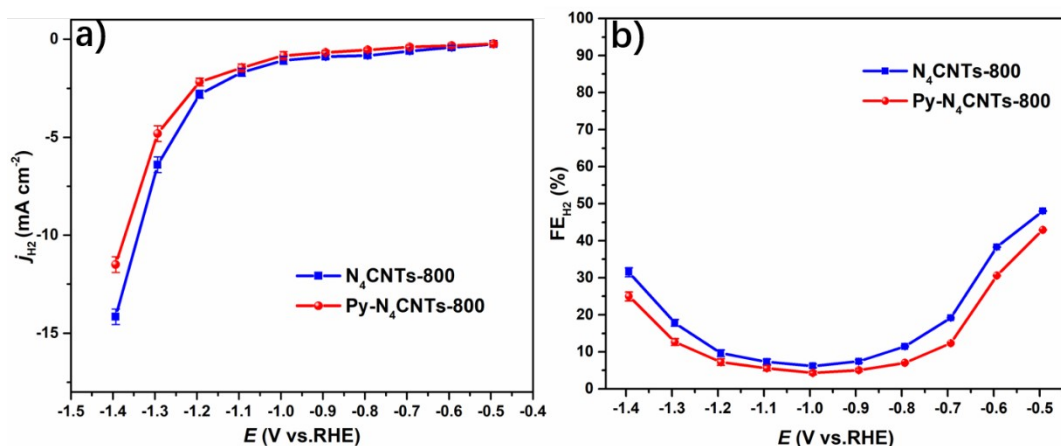 a)
0
-5
-10
-15
j_H2 (mA cm⁻²)
N₄CNTs-800
Py-N₄CNTs-800
-1.5 -1.4 -1.3 -1.2 -1.1 -1.0 -0.9 -0.8 -0.7 -0.6 -0.5 -0.4
E (V vs.RHE)
b)
100
90
80
70
60
50
40
30
20
10
0
FE_H2 (%)
N₄CNTs-800
Py-N₄CNTs-800
-1.4 -1.3 -1.2 -1.1 -1.0 -0.9 -0.8 -0.7 -0.6 -0.5
E (V vs.RHE)